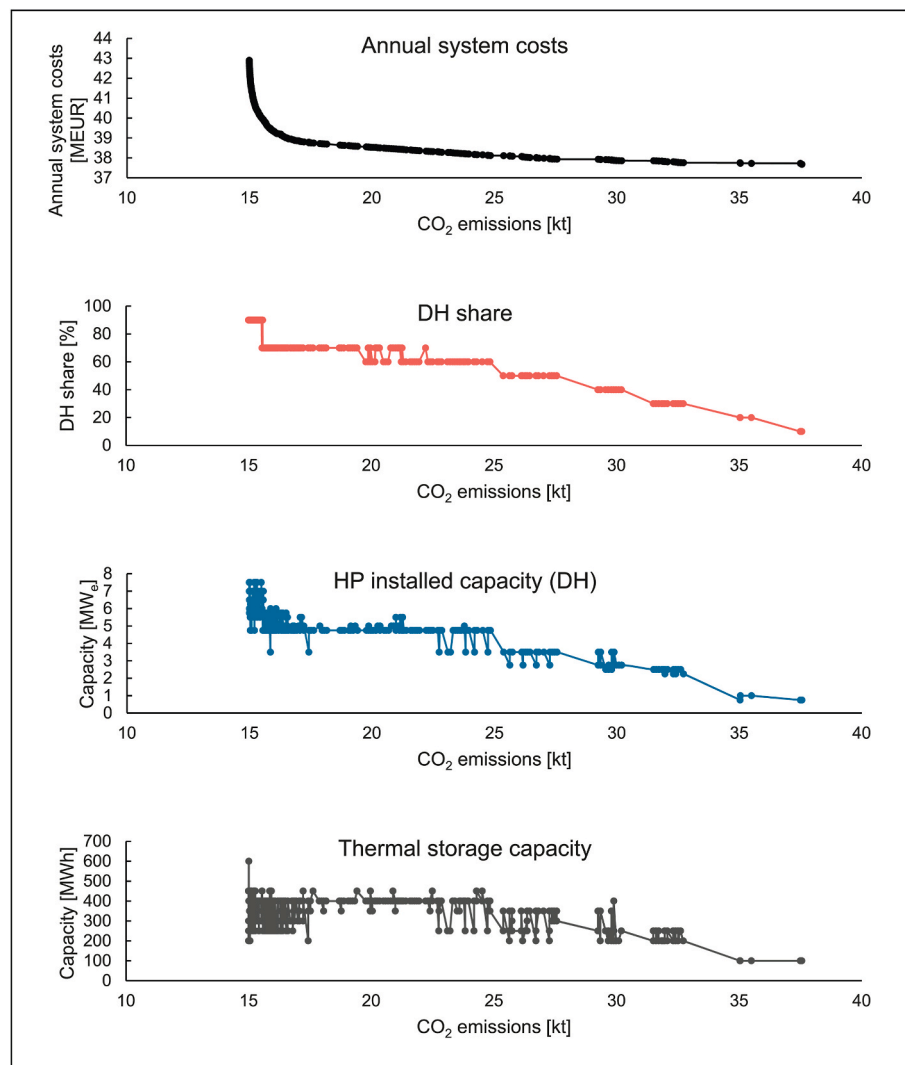 Annual system costs
Annual system costs
[MEUR]
43
42
41
40
39
38
37
10 15 20 25 30 35 40
CO₂ emissions [kt]
DH share
DH share [%]
100
80
60
40
20
0
10 15 20 25 30 35 40
CO₂ emissions [kt]
HP installed capacity (DH)
Capacity [MWₑ]
8
7
6
5
4
3
2
1
0
10 15 20 25 30 35 40
CO₂ emissions [kt]
Thermal storage capacity
Capacity [MWh]
700
600
500
400
300
200
100
0
10 15 20 25 30 35 40
CO₂ emissions [kt]